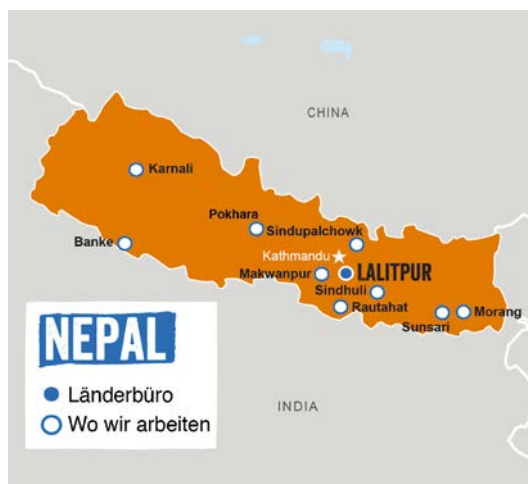 CHINA
Karnali
Pokhara
Sindupalchowk
Banke
Kathmandu
Makwanpur
LALITPUR
Sindhuli
Rautahat
Morang
Sunsari
NEPAL
Länderbüro
Wo wir arbeiten
INDIA